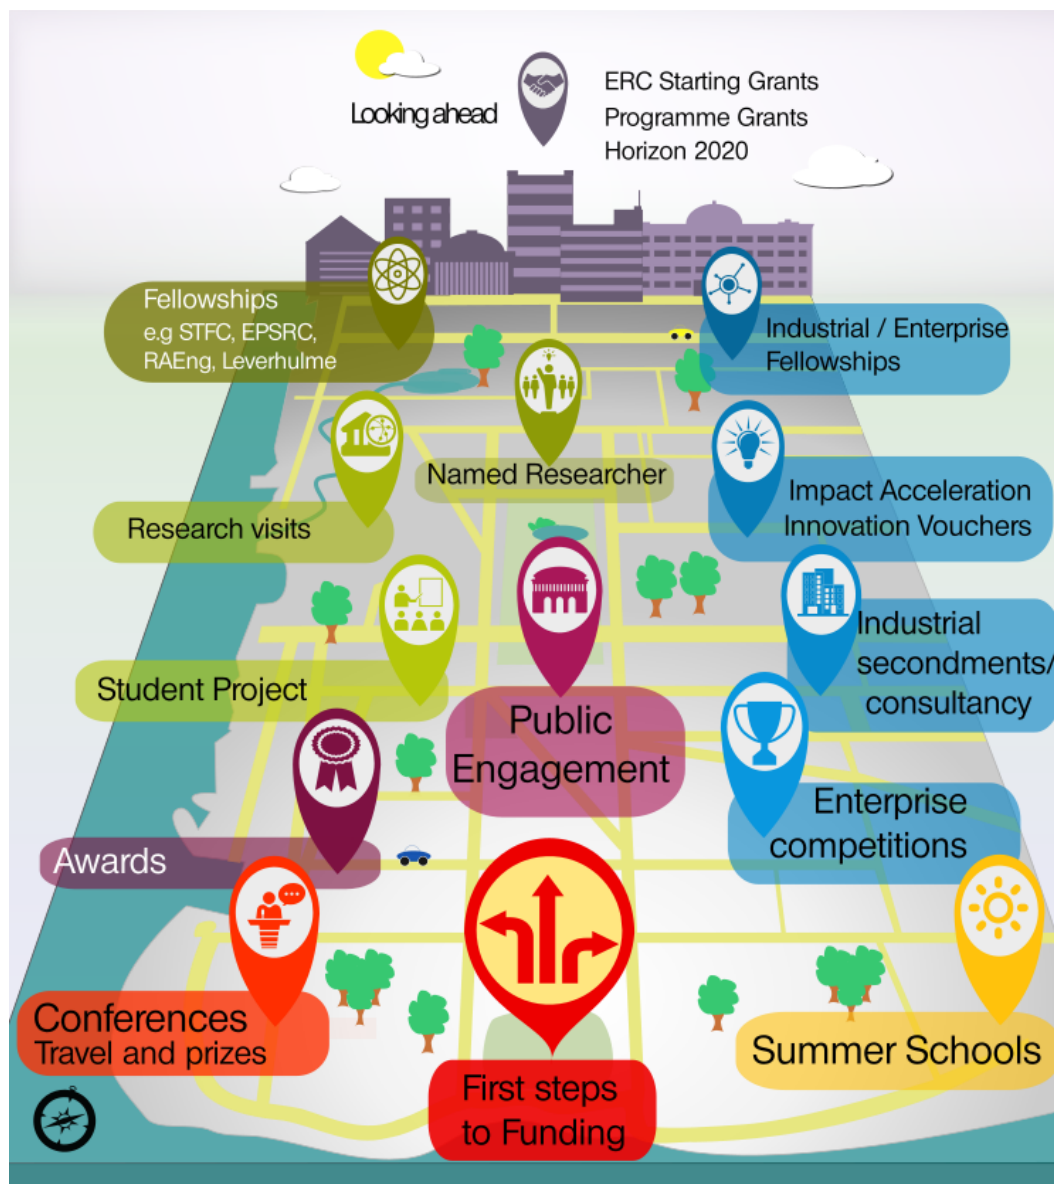 Looking ahead
ERC Starting Grants
Programme Grants
Horizon 2020
Fellowships
e.g STFC, EPSRC,
RAEng, Leverhulme
Industrial / Enterprise
Fellowships
Named Researcher
Impact Acceleration
Innovation Vouchers
Research visits
Industrial
secondments/
consultancy
Student Project
Public
Engagement
Enterprise
competitions
Awards
Conferences
Travel and prizes
Summer Schools
First steps
to Funding